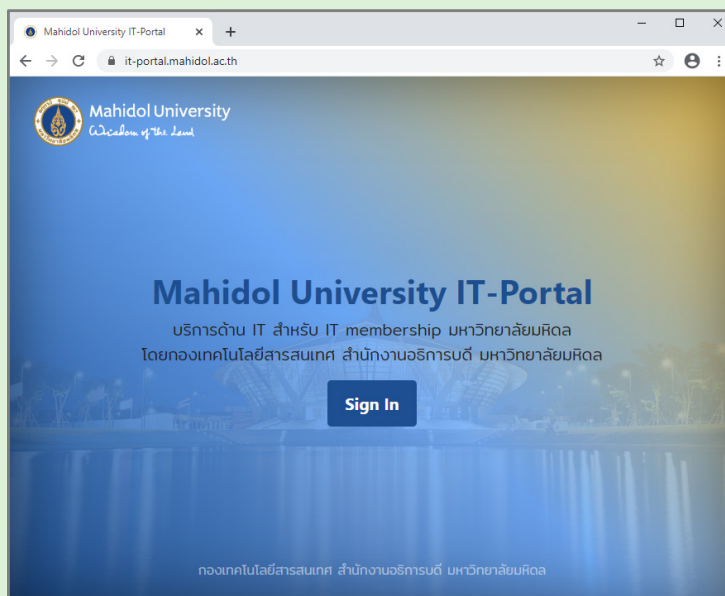 Mahidol University IT-Portal
it-portal.mahidol.ac.th
Mahidol University
Wisdom of the Land
Mahidol University IT-Portal
บริการด้าน IT สำหรับ IT membership มหาวิทยาลัยมหิดล
โดยกองเทคโนโลยีสารสนเทศ สำนักงานอธิการบดี มหาวิทยาลัยมหิดล
Sign In
กองเทคโนโลยีสารสนเทศ สำนักงานอธิการบดี มหาวิทยาลัยมหิดล